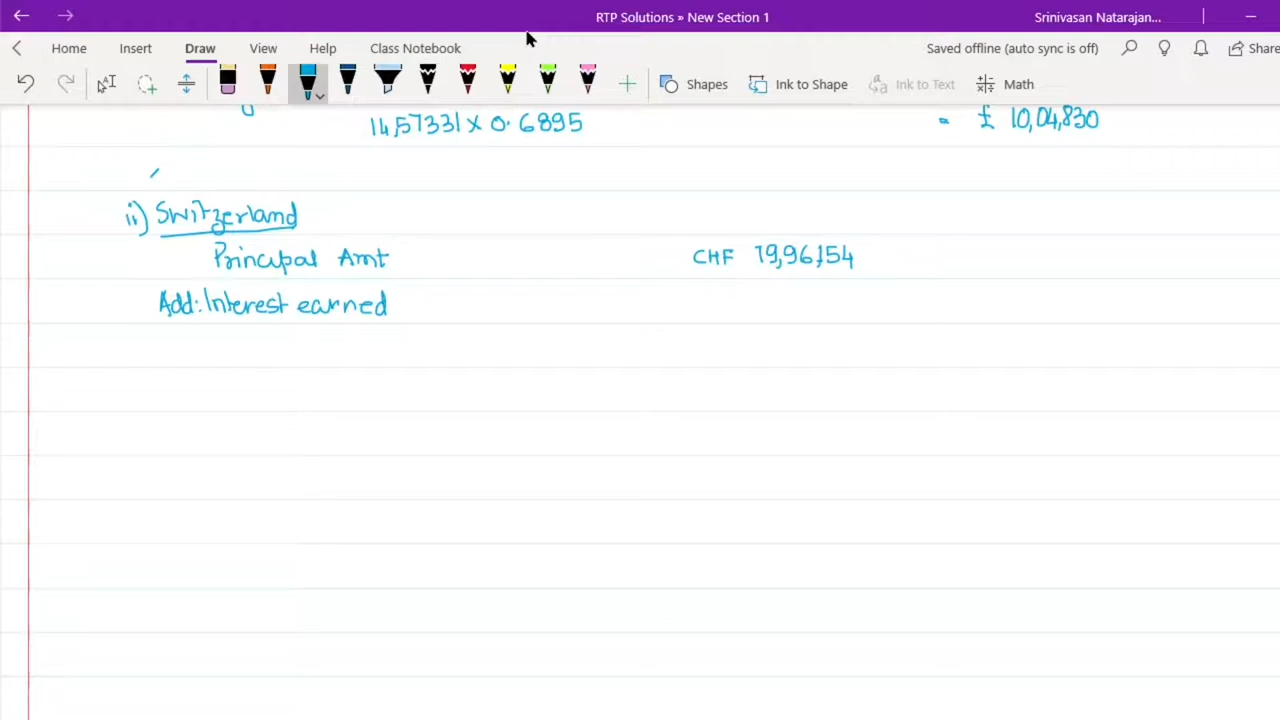 RTP Solutions » New Section 1
Srinivasan Natarajan...
Home Insert Draw View Help Class Notebook
Saved offline (auto sync is off)
Share
Shapes Ink to Shape Ink to Text Math
14,57331 x 0.6895 = £ 10,04,830
ii) Switzerland
Principal Amt CHF 19,96,154
Add: Interest earned